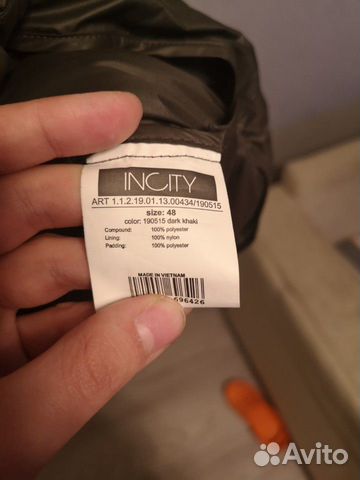 INCITY
ART 1.1.2.19.01.13.00434/190515
size: 48
color: 190515 dark khaki
Compound: 100% polyester
Lining: 100% nylon
Padding: 100% polyester
MADE IN VIETNAM
696426
Avito